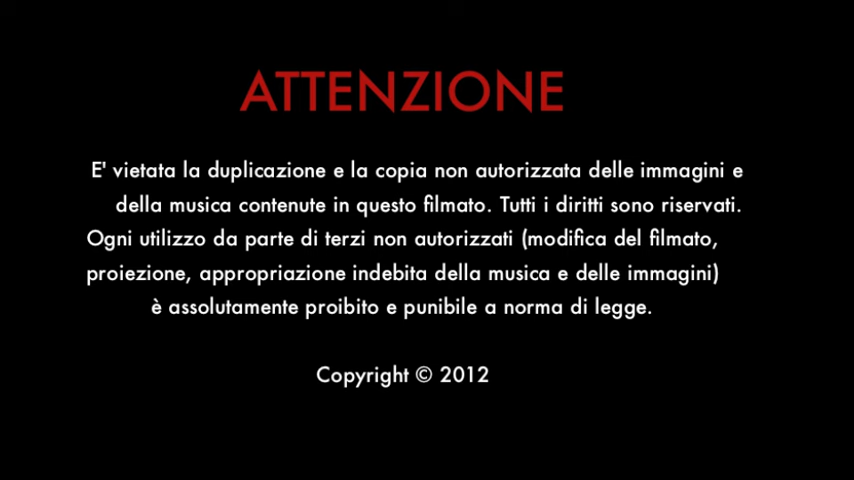 ATTENZIONE
E' vietata la duplicazione e la copia non autorizzata delle immagini e
della musica contenute in questo filmato. Tutti i diritti sono riservati.
Ogni utilizzo da parte di terzi non autorizzati (modifica del filmato,
proiezione, appropriazione indebita della musica e delle immagini)
è assolutamente proibito e punibile a norma di legge.
Copyright © 2012